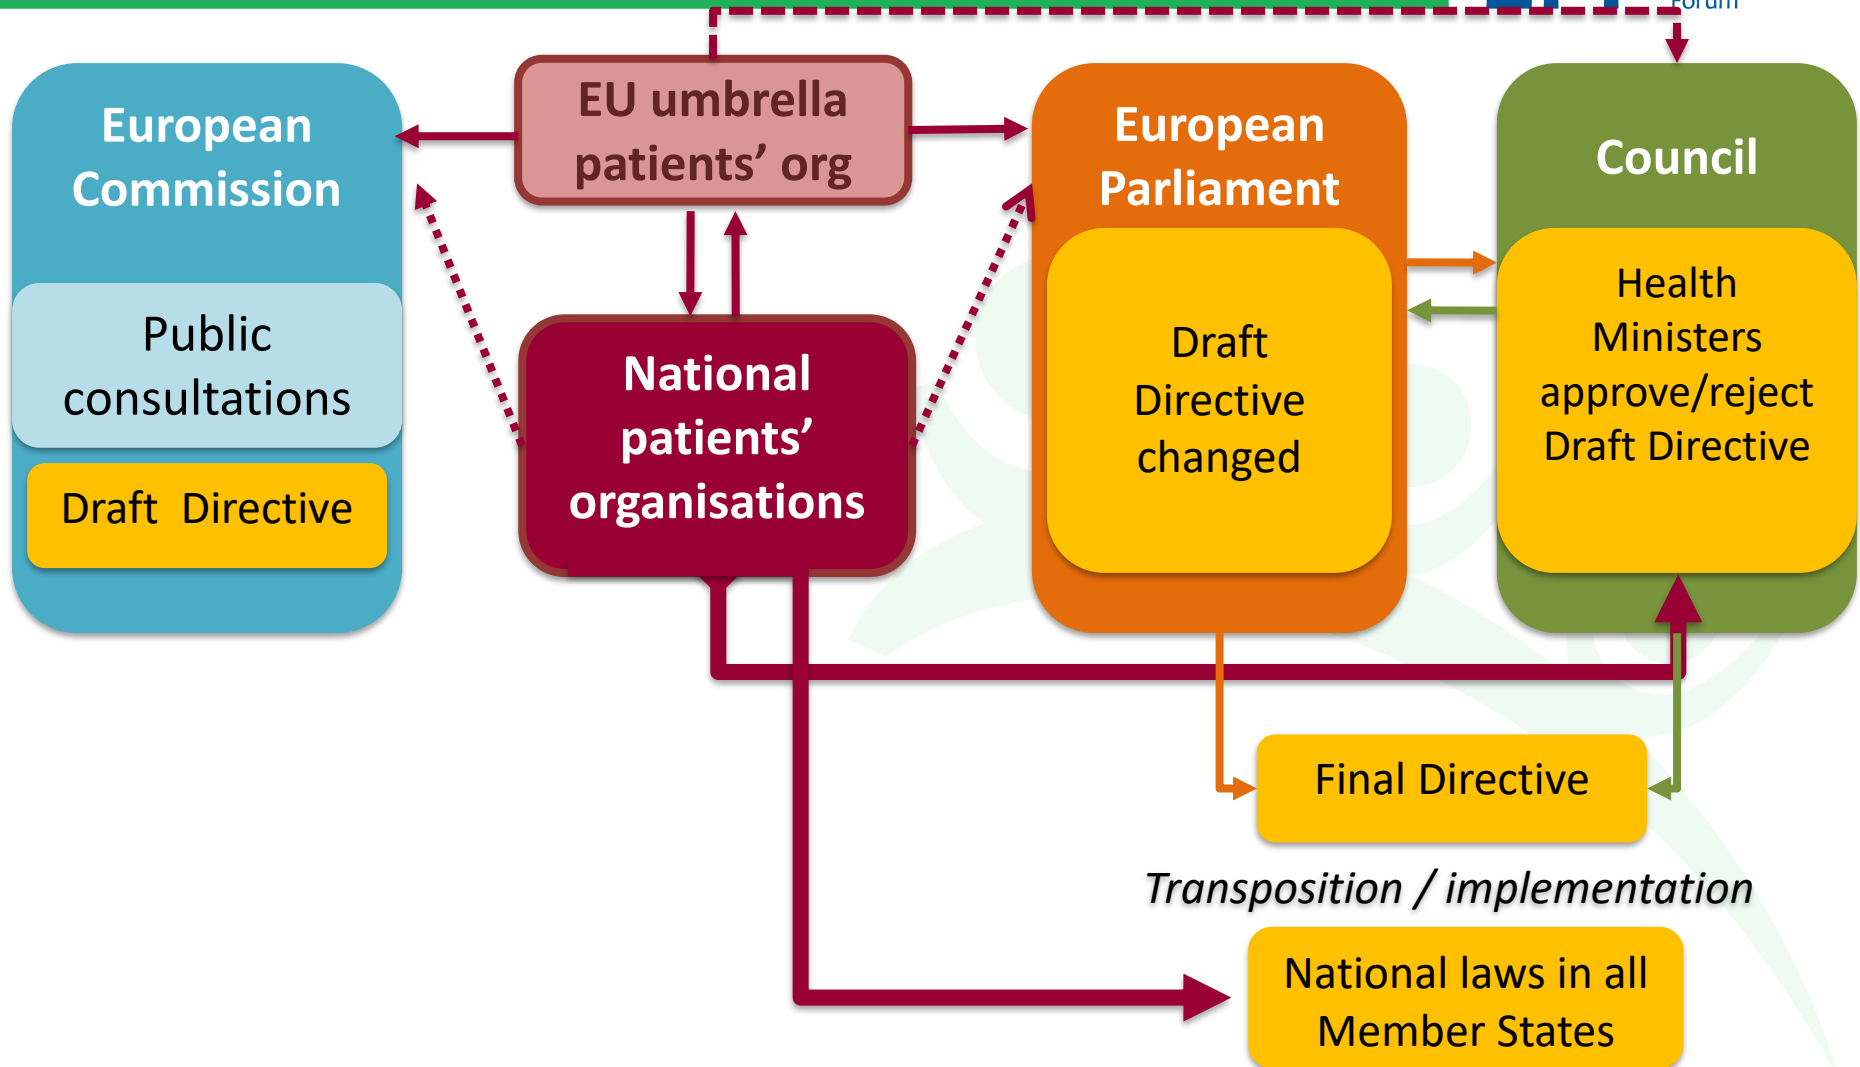 Forum
European
Commission
Public
consultations
Draft  Directive
EU umbrella
patients’ org
National
patients’
organisations
European
Parliament
Draft
Directive
changed
Council
Health
Ministers
approve/reject
Draft Directive
Final Directive
Transposition / implementation
National laws in all
Member States